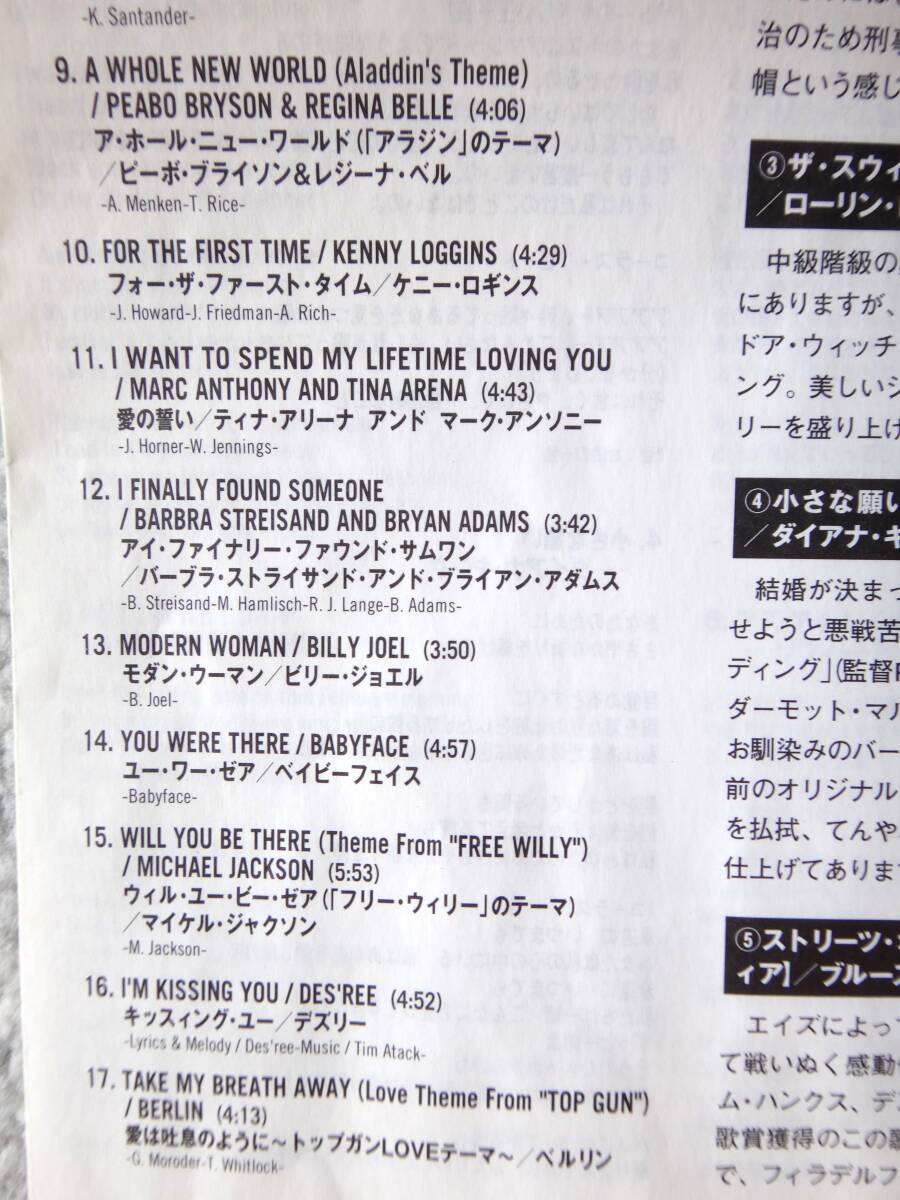 -K. Santander-
9. A WHOLE NEW WORLD (Aladdin's Theme)
/ PEABO BRYSON & REGINA BELLE (4:06)
ア・ホール・ニュー・ワールド(「アラジン」のテーマ)
／ピーボ・ブライソン&レジーナ・ベル
-A. Menken-T. Rice-
10. FOR THE FIRST TIME / KENNY LOGGINS (4:29)
フォー・ザ・ファースト・タイム／ケニー・ロギンス
-J. Howard-J. Friedman-A. Rich-
11. I WANT TO SPEND MY LIFETIME LOVING YOU
/ MARC ANTHONY AND TINA ARENA (4:43)
愛の誓い／ティナ・アリーナ アンド マーク・アンソニー
-J. Horner-W. Jennings-
12. I FINALLY FOUND SOMEONE
/ BARBRA STREISAND AND BRYAN ADAMS (3:42)
アイ・ファイナリー・ファウンド・サムワン
／バーブラ・ストライサンド・アンド・ブライアン・アダムス
-B. Streisand-M. Hamlisch-R. J. Lange-B. Adams-
13. MODERN WOMAN / BILLY JOEL (3:50)
モダン・ウーマン／ビリー・ジョエル
-B. Joel-
14. YOU WERE THERE / BABYFACE (4:57)
ユー・ワー・ゼア／ベイビーフェイス
-Babyface-
15. WILL YOU BE THERE (Theme From "FREE WILLY")
/ MICHAEL JACKSON (5:53)
ウィル・ユー・ビー・ゼア(「フリー・ウィリー」のテーマ)
／マイケル・ジャクソン
-M. Jackson-
16. I'M KISSING YOU / DES'REE (4:52)
キッスィング・ユー／デズリー
-Lyrics & Melody / Des'ree-Music / Tim Atack-
17. TAKE MY BREATH AWAY (Love Theme From "TOP GUN")
/ BERLIN (4:13)
愛は吐息のように～トップガンLOVEテーマ～／ベルリン
-G. Moroder-T. Whitlock-
治のため刑事
帽という感じ
③ザ・スウィ
／ローリン・
中級階級の
にありますが、
ドア・ウィッチ
ング。美しいシ
リーを盛り上げ
④小さな願い
／ダイアナ・キ
結婚が決まっ
せようと悪戦苦
ディング」(監督P
ダーモット・マル
お馴染みのバー
前のオリジナル
を払拭、てんや
仕上げてあります
⑤ストリーツ・
ィア]／ブルース
エイズによって
て戦いぬく感動
ム・ハンクス、デン
歌賞獲得のこの歌
で、フィラデルフ